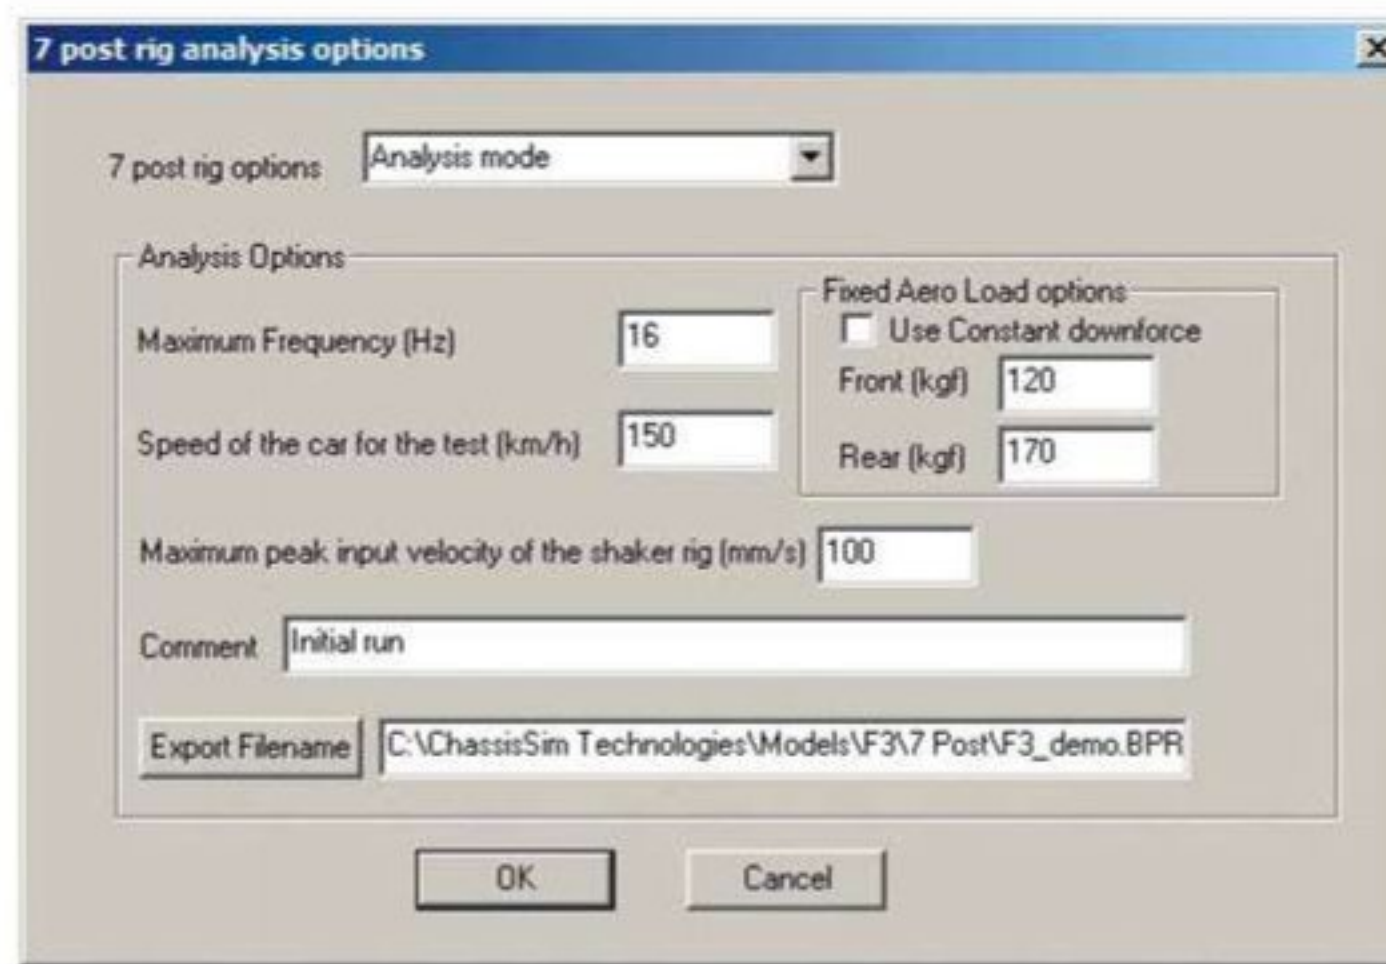 7 post rig analysis options
7 post rig options Analysis mode
Analysis Options
Fixed Aero Load options
Maximum Frequency (Hz) 16
Use Constant downforce
Front (kgf) 120
Speed of the car for the test (km/h) 150
Rear (kgf) 170
Maximum peak input velocity of the shaker rig (mm/s) 100
Comment Initial run
Export Filename C:\ChassisSim Technologies\Models\F3\7 Post\F3_demo.BPR
OK Cancel